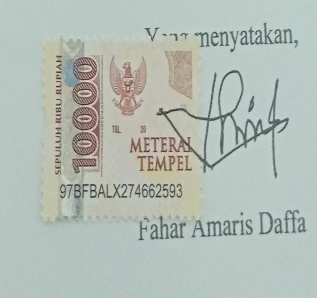 Yang menyatakan,
SEPULUH RIBU RUPIAH
10000
TGL. 20
METERAI
TEMPEL
97BFBALX274662593
Fahar Amaris Daffa